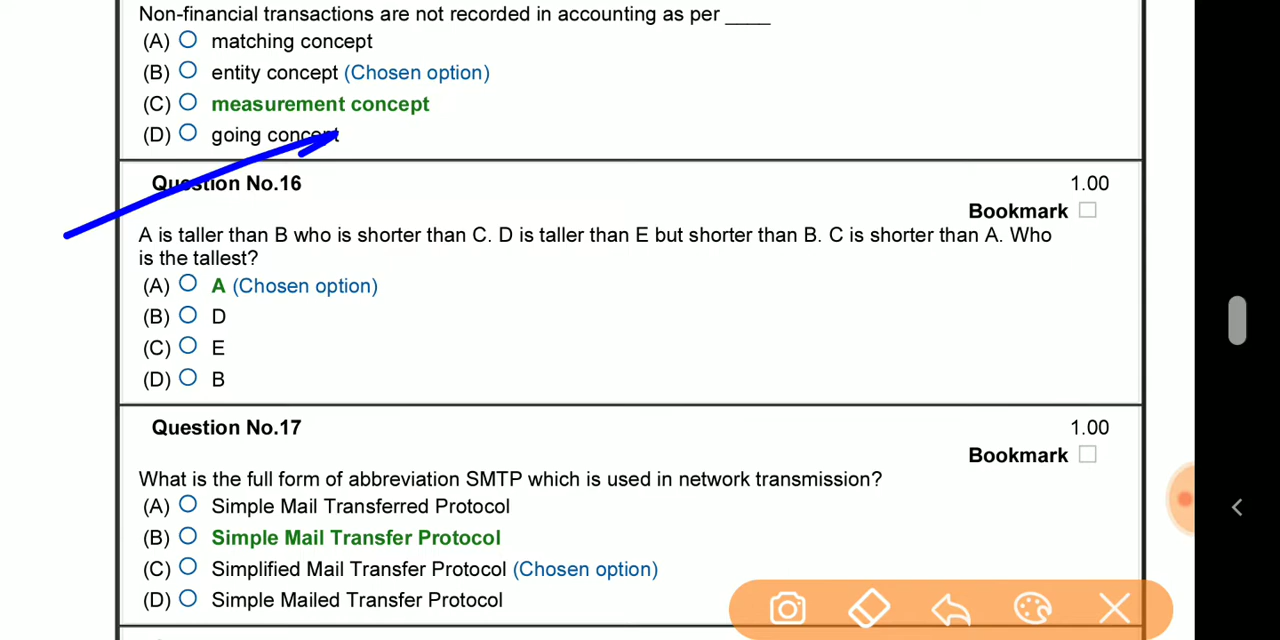 Non-financial transactions are not recorded in accounting as per ____
(A) matching concept
(B) entity concept (Chosen option)
(C) measurement concept
(D) going concept
Question No.16 1.00
Bookmark
A is taller than B who is shorter than C. D is taller than E but shorter than B. C is shorter than A. Who
is the tallest?
(A) A (Chosen option)
(B) D
(C) E
(D) B
Question No.17 1.00
Bookmark
What is the full form of abbreviation SMTP which is used in network transmission?
(A) Simple Mail Transferred Protocol
(B) Simple Mail Transfer Protocol
(C) Simplified Mail Transfer Protocol (Chosen option)
(D) Simple Mailed Transfer Protocol